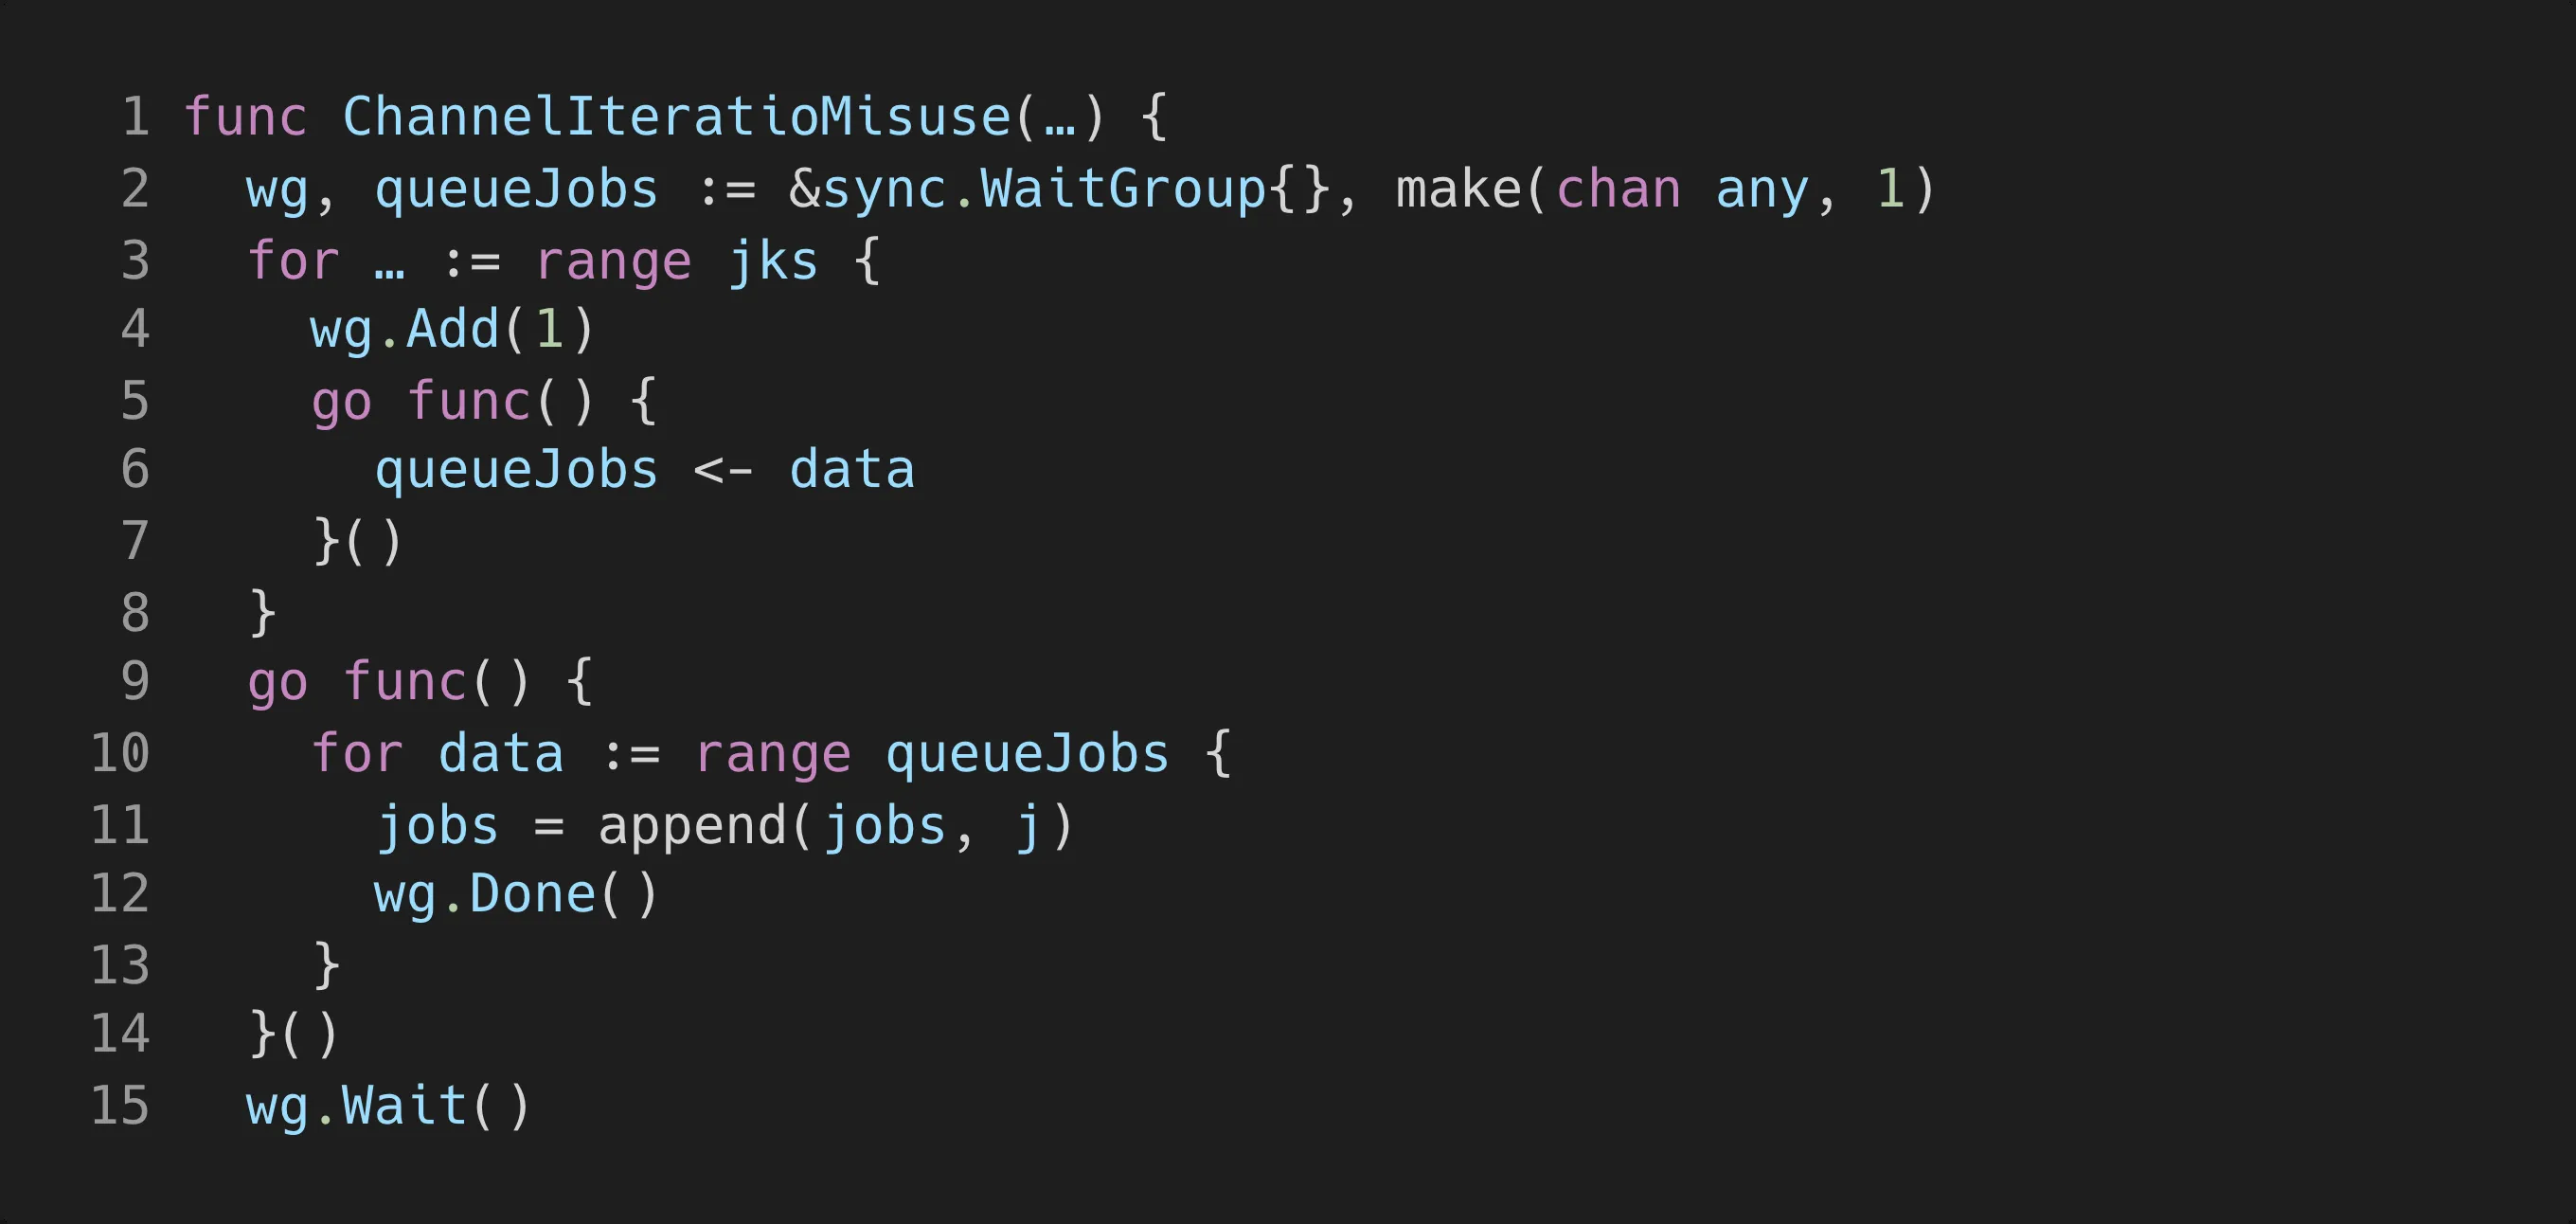 1 func ChannelIteratioMisuse(…) {
2   wg, queueJobs := &sync.WaitGroup{}, make(chan any, 1)
3   for … := range jks {
4     wg.Add(1)
5     go func() {
6       queueJobs <- data
7     }()
8   }
9   go func() {
10     for data := range queueJobs {
11       jobs = append(jobs, j)
12       wg.Done()
13     }
14   }()
15   wg.Wait()